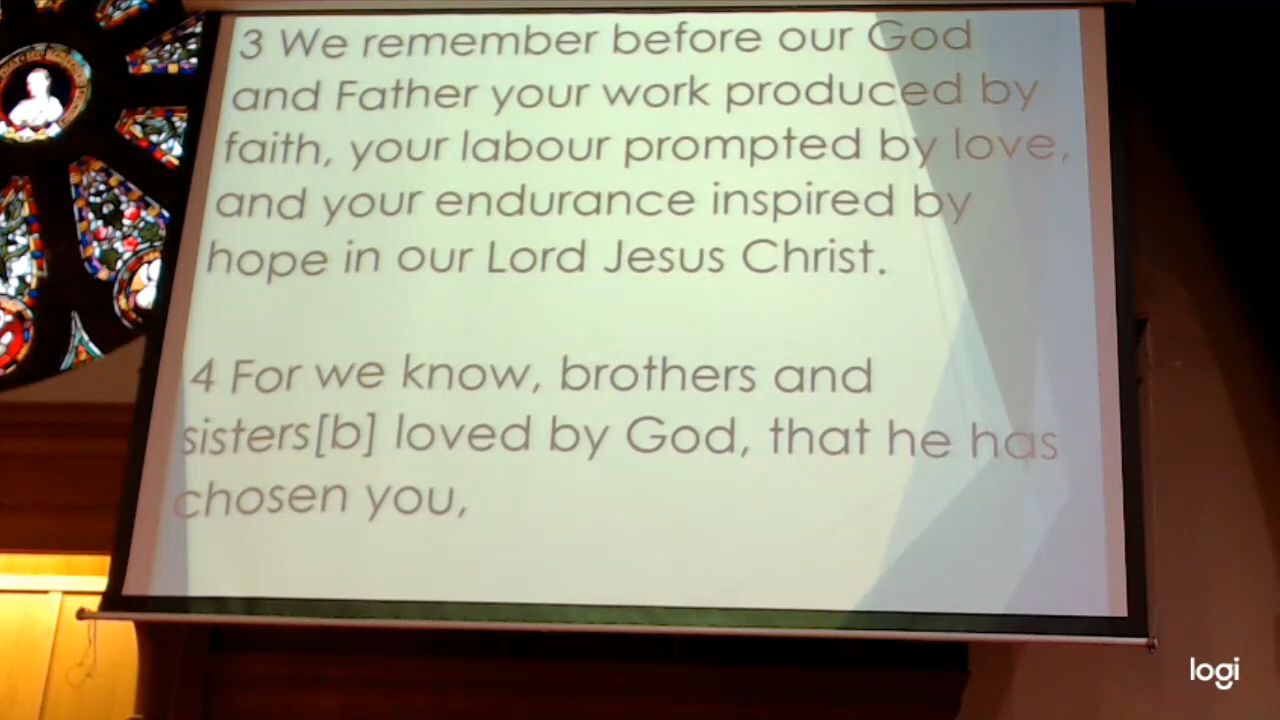 3 We remember before our God
and Father your work produced by
faith, your labour prompted by love,
and your endurance inspired by
hope in our Lord Jesus Christ.
4 For we know, brothers and
sisters[b] loved by God, that he has
chosen you,
logi